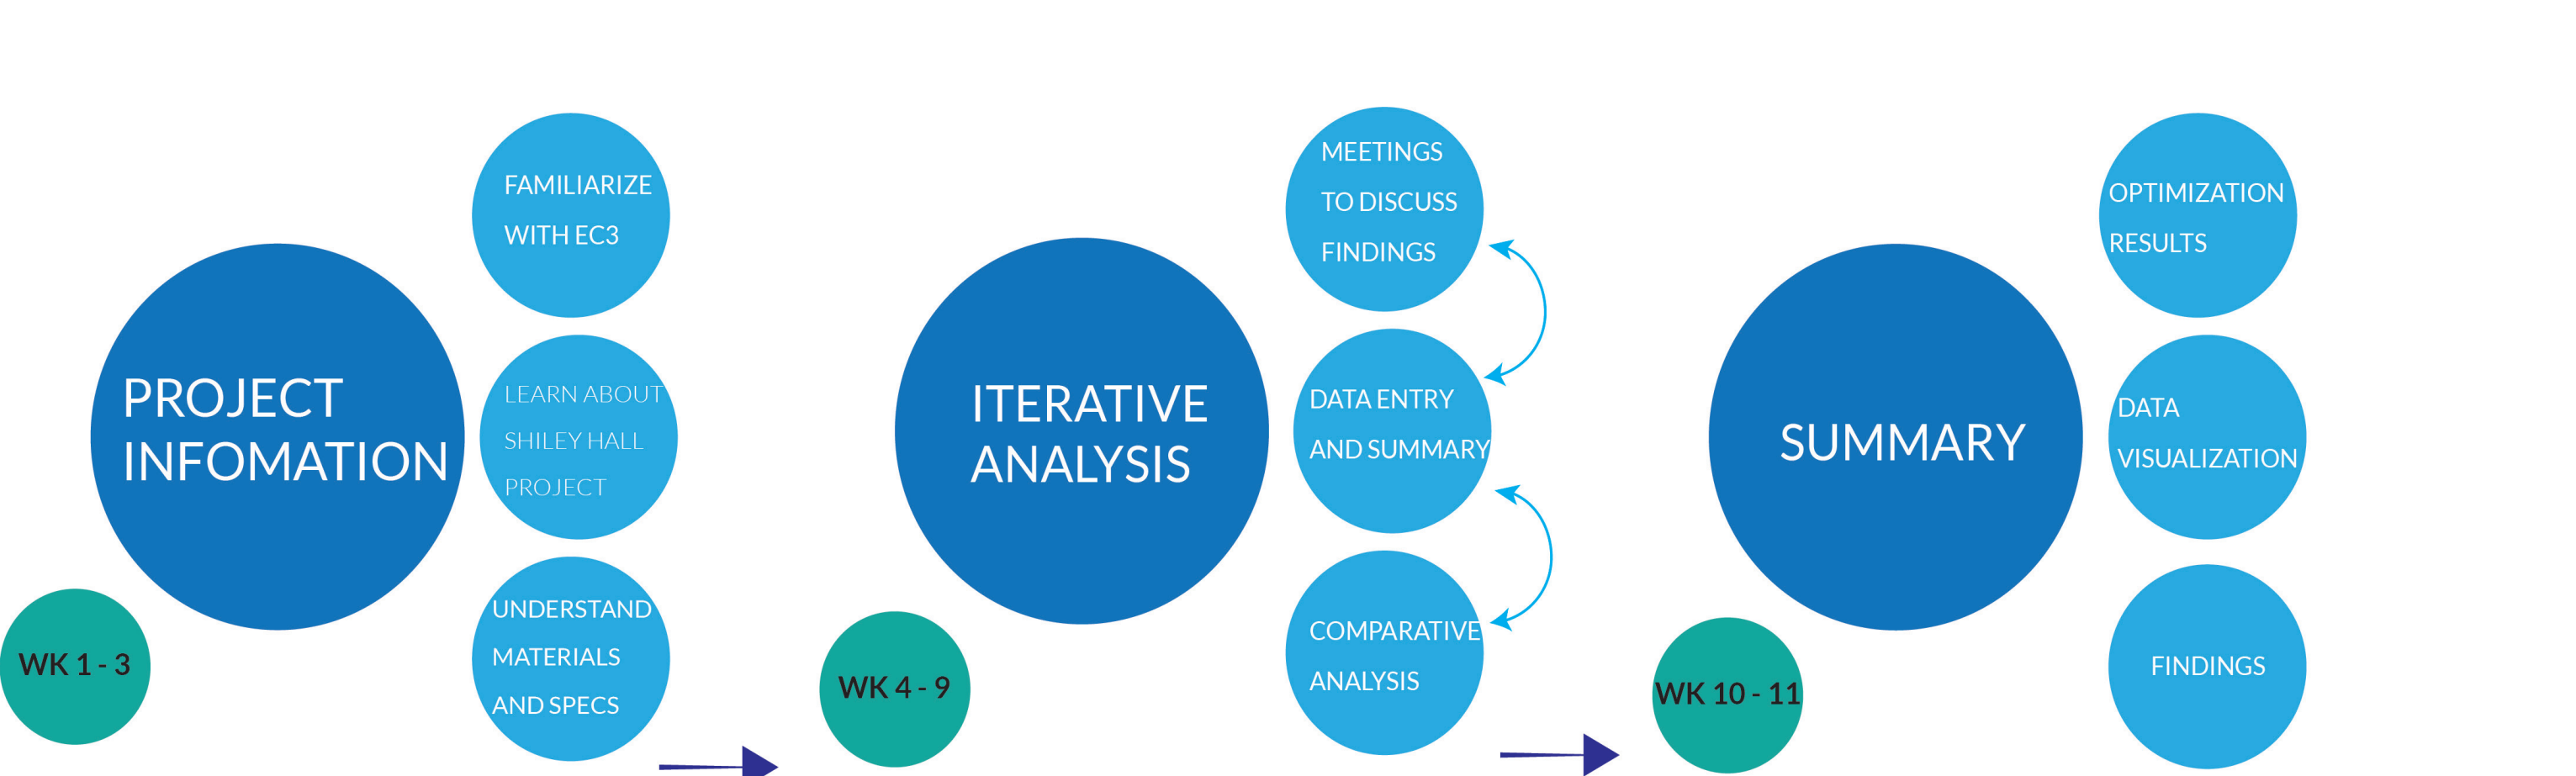 FAMILIARIZE
WITH EC3
PROJECT
INFOMATION
LEARN ABOUT
SHILEY HALL
PROJECT
UNDERSTAND
MATERIALS
AND SPECS
WK 1 - 3
MEETINGS
TO DISCUSS
FINDINGS
ITERATIVE
ANALYSIS
DATA ENTRY
AND SUMMARY
COMPARATIVE
ANALYSIS
WK 4 - 9
OPTIMIZATION
RESULTS
SUMMARY
DATA
VISUALIZATION
FINDINGS
WK 10 - 11